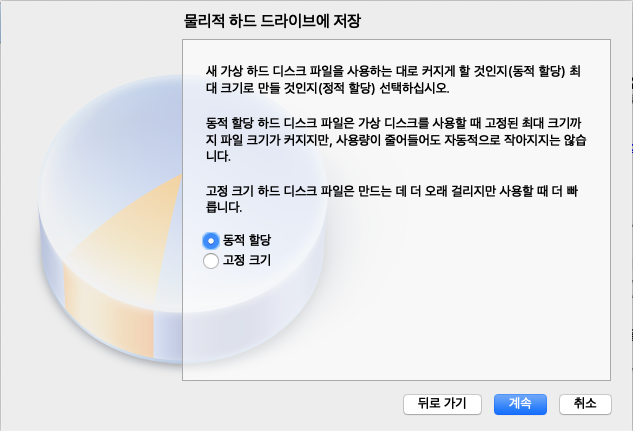 물리적 하드 드라이브에 저장
새 가상 하드 디스크 파일을 사용하는 대로 커지게 할 것인지(동적 할당) 최
대 크기로 만들 것인지(정적 할당) 선택하십시오.
동적 할당 하드 디스크 파일은 가상 디스크를 사용할 때 고정된 최대 크기까
지 파일 크기가 커지지만, 사용량이 줄어들어도 자동적으로 작아지지는 않습
니다.
고정 크기 하드 디스크 파일은 만드는 데 더 오래 걸리지만 사용할 때 더 빠
릅니다.
동적 할당
고정 크기
뒤로 가기
계속
취소